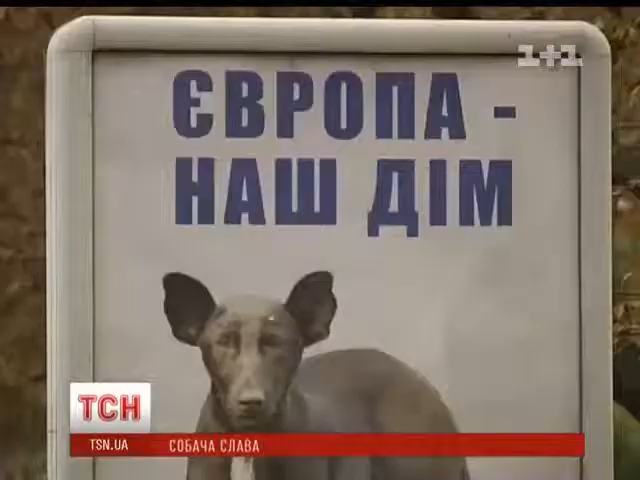 1+1
ЄВРОПА -
НАШ ДІМ
ТСН
TSN.UA
СОБАЧА СЛАВА